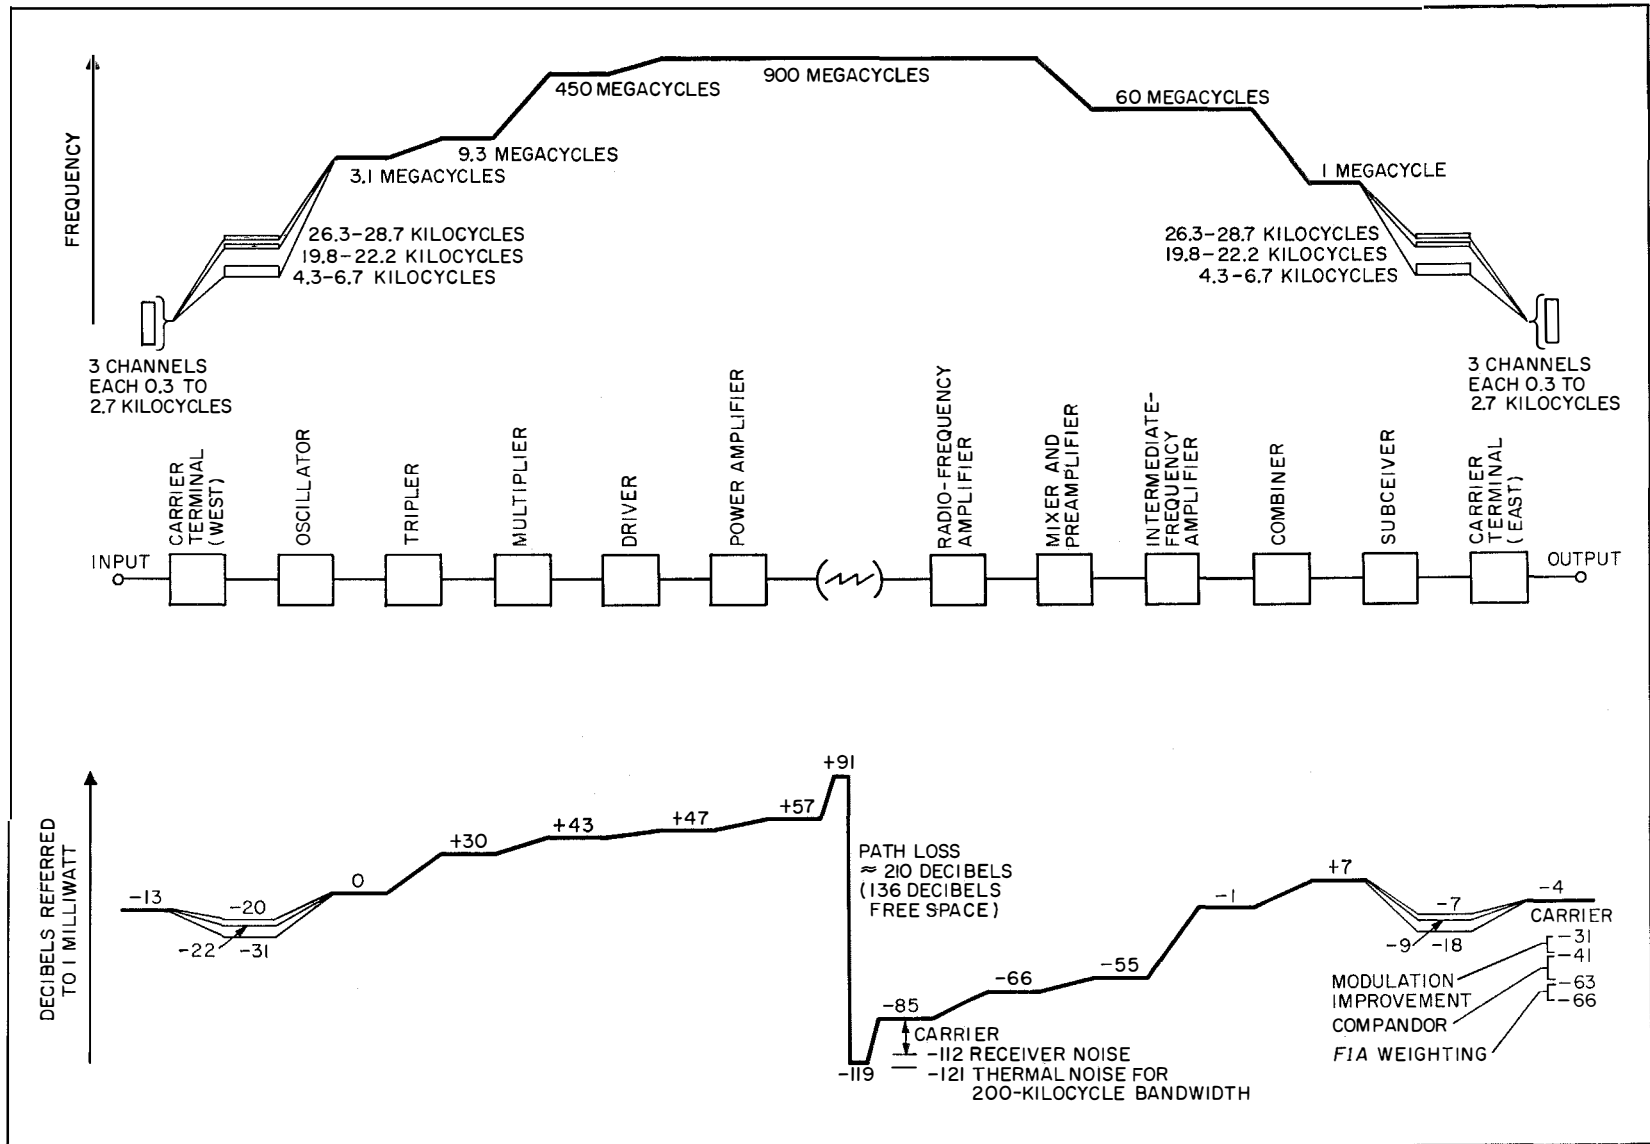 FREQUENCY
450 MEGACYCLES
900 MEGACYCLES
60 MEGACYCLES
9.3 MEGACYCLES
3.1 MEGACYCLES
1 MEGACYCLE
26.3-28.7 KILOCYCLES
19.8-22.2 KILOCYCLES
4.3-6.7 KILOCYCLES
26.3-28.7 KILOCYCLES
19.8-22.2 KILOCYCLES
4.3-6.7 KILOCYCLES
3 CHANNELS
EACH 0.3 TO
2.7 KILOCYCLES
3 CHANNELS
EACH 0.3 TO
2.7 KILOCYCLES
INPUT
CARRIER
TERMINAL
(WEST)
OSCILLATOR
TRIPLER
MULTIPLIER
DRIVER
POWER AMPLIFIER
RADIO-FREQUENCY
AMPLIFIER
MIXER AND
PREAMPLIFIER
INTERMEDIATE-
FREQUENCY
AMPLIFIER
COMBINER
SUBCEIVER
CARRIER
TERMINAL
(EAST)
OUTPUT
DECIBELS REFERRED
TO 1 MILLIWATT
-13
-20
-22
-31
0
+30
+43
+47
+57
+91
PATH LOSS
≈ 210 DECIBELS
(136 DECIBELS
FREE SPACE)
-119
-85
CARRIER
-112 RECEIVER NOISE
-121 THERMAL NOISE FOR
200-KILOCYCLE BANDWIDTH
-66
-55
-1
+7
-7
-9
-18
-4
CARRIER
-31
-41
-63
-66
MODULATION
IMPROVEMENT
COMPANDOR
F1A WEIGHTING